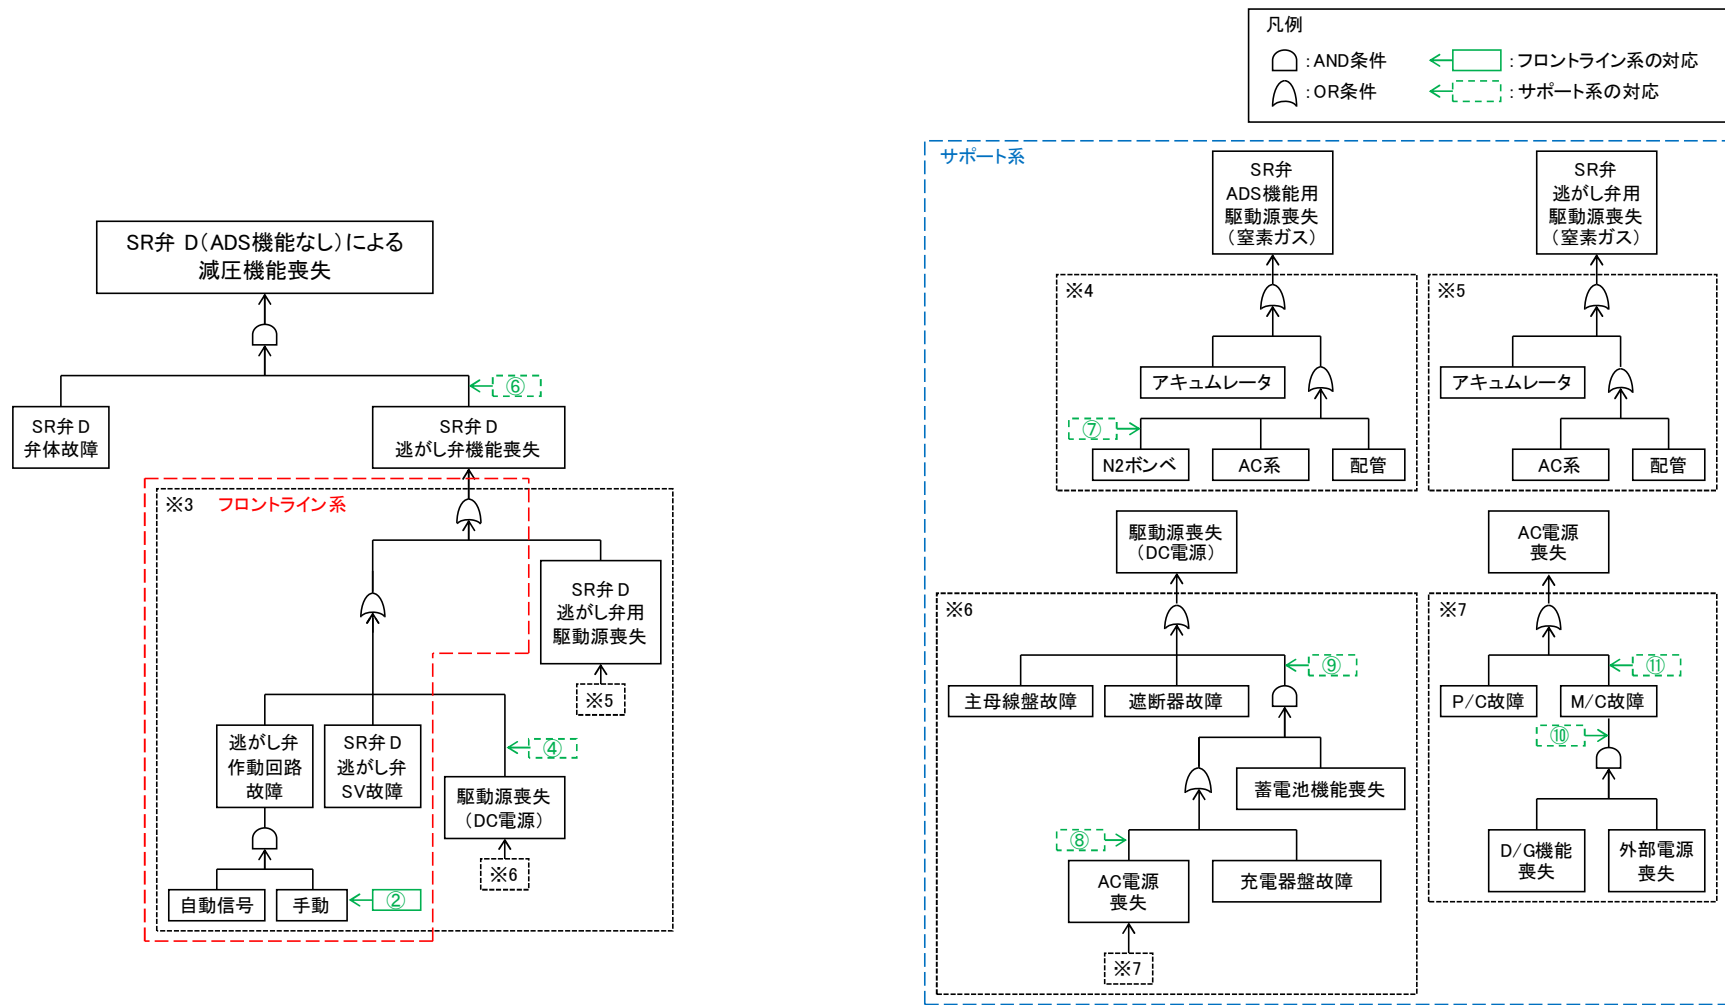 凡例
:AND条件
:フロントライン系の対応
:OR条件
:サポート系の対応
SR弁 D(ADS機能なし)による
減圧機能喪失
⑥
SR弁D
弁体故障
SR弁D
逃がし弁機能喪失
※3
フロントライン系
SR弁D
逃がし弁用
駆動源喪失
※5
逃がし弁
作動回路
故障
SR弁D
逃がし弁
SV故障
④
駆動源喪失
(DC電源)
※6
自動信号
手動
②
サポート系
SR弁
ADS機能用
駆動源喪失
(窒素ガス)
※4
アキュムレータ
⑦
N2ボンベ
AC系
配管
SR弁
逃がし弁用
駆動源喪失
(窒素ガス)
※5
アキュムレータ
AC系
配管
駆動源喪失
(DC電源)
※6
⑨
主母線盤故障
遮断器故障
蓄電池機能喪失
⑧
AC電源
喪失
充電器盤故障
※7
AC電源
喪失
※7
⑪
P/C故障
M/C故障
⑩
D/G機能
喪失
外部電源
喪失